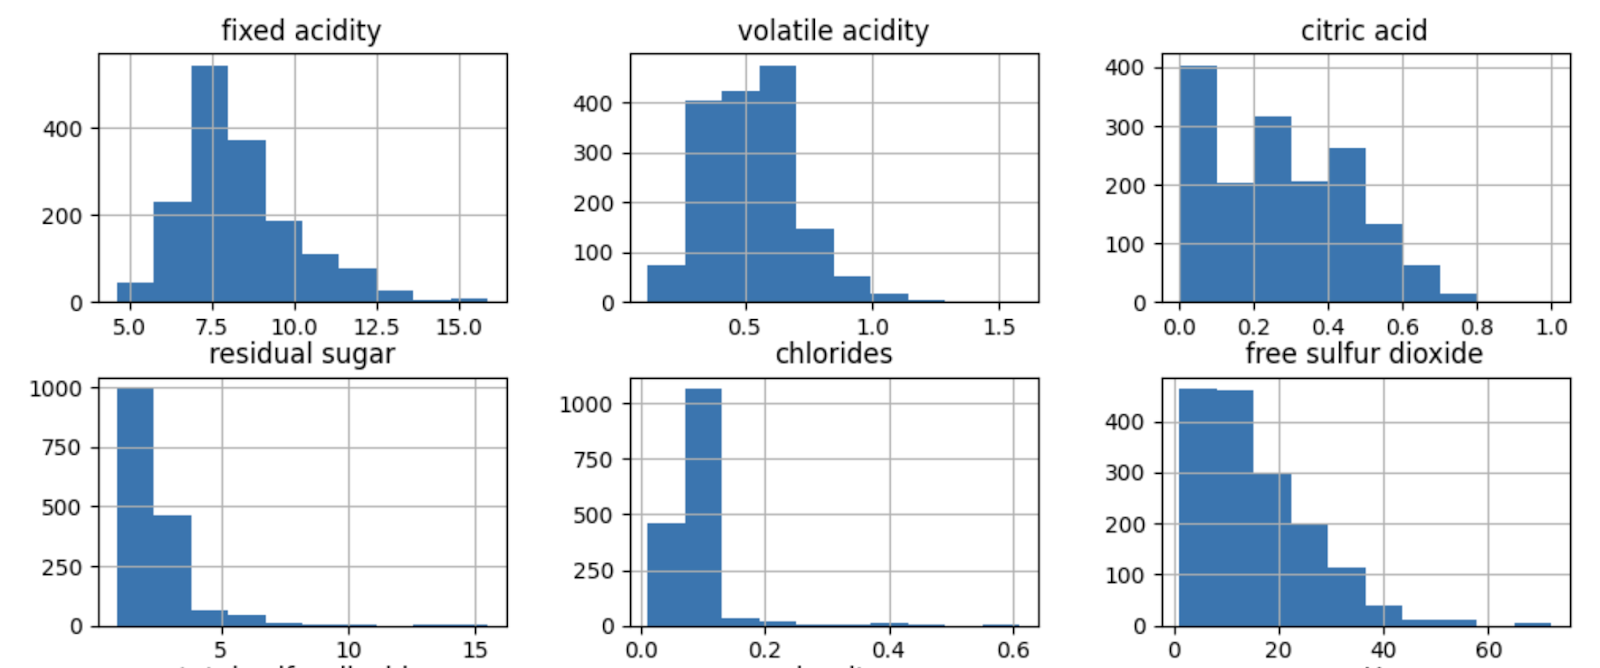 fixed acidity
volatile acidity
citric acid
400
200
0
5.0 7.5 10.0 12.5 15.0
400
300
200
100
0
0.5 1.0 1.5
400
300
200
100
0
0.0 0.2 0.4 0.6 0.8 1.0
residual sugar
chlorides
free sulfur dioxide
1000
750
500
250
0
5 10 15
1000
750
500
250
0
0.0 0.2 0.4 0.6
400
300
200
100
0
0 20 40 60